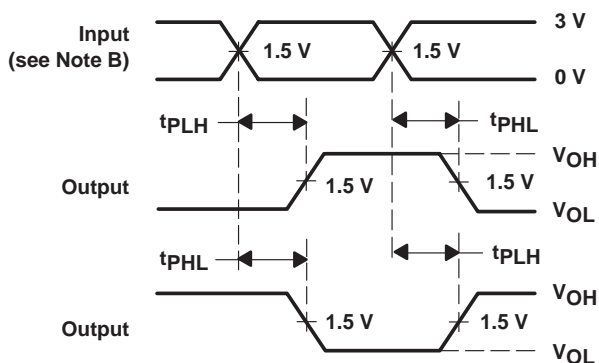 Input
(see Note B)
1.5 V
1.5 V
3 V
0 V
tPLH
tPHL
Output
1.5 V
1.5 V
VOH
VOL
tPHL
tPLH
Output
1.5 V
1.5 V
VOH
VOL